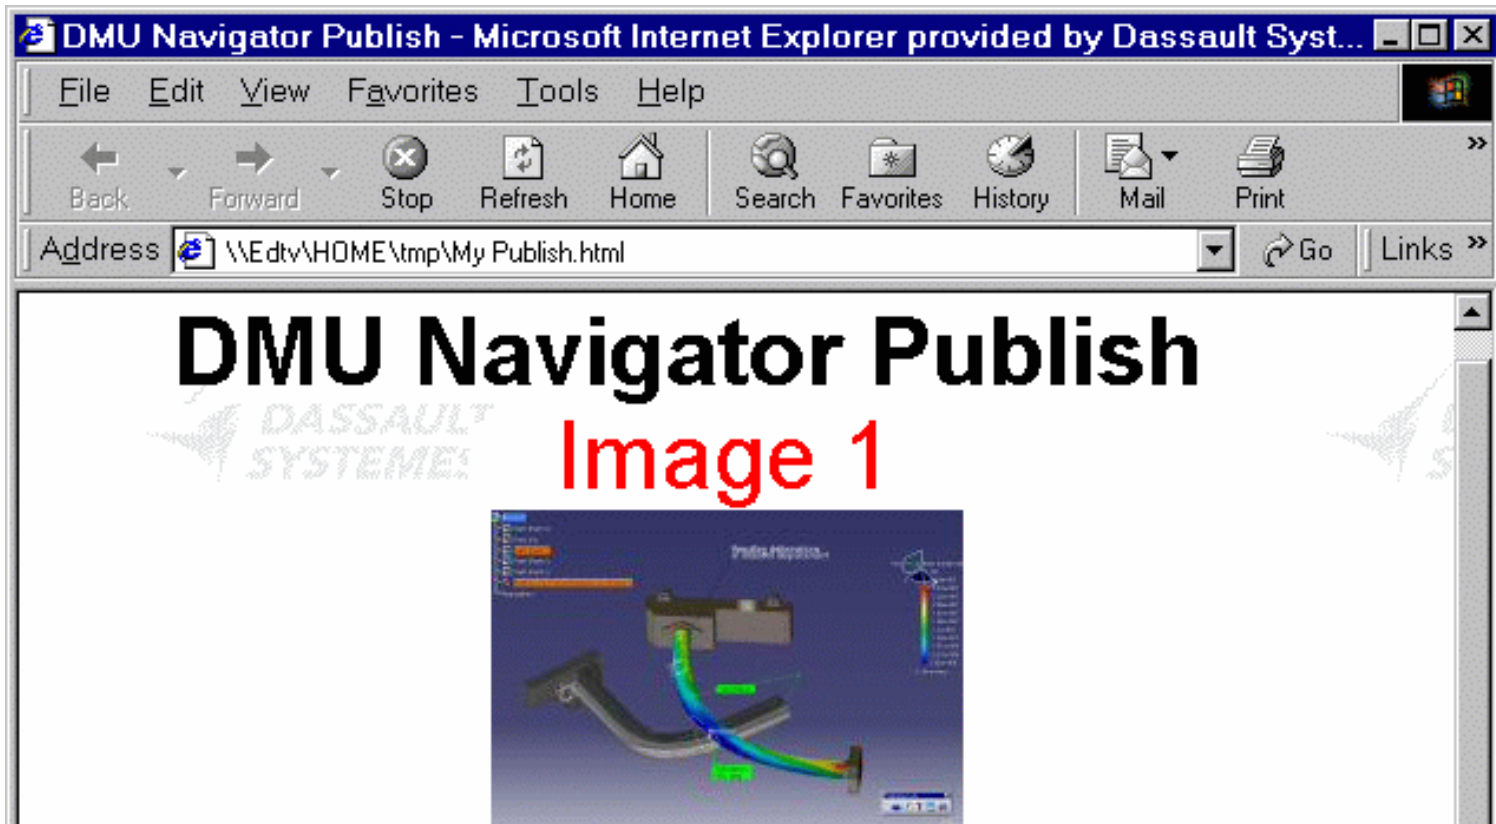 DMU Navigator Publish - Microsoft Internet Explorer provided by Dassault Syst...
File Edit View Favorites Tools Help
Back Forward Stop Refresh Home Search Favorites History Mail Print »
Address \\Edtv\HOME\tmp\My Publish.html Go Links »
DMU Navigator Publish
DASSAULT
SYSTEMES
Image 1